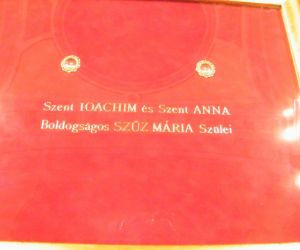 Szent IOACHIM és Szent ANNA
Boldogságos SZŰZ MÁRIA Szülei